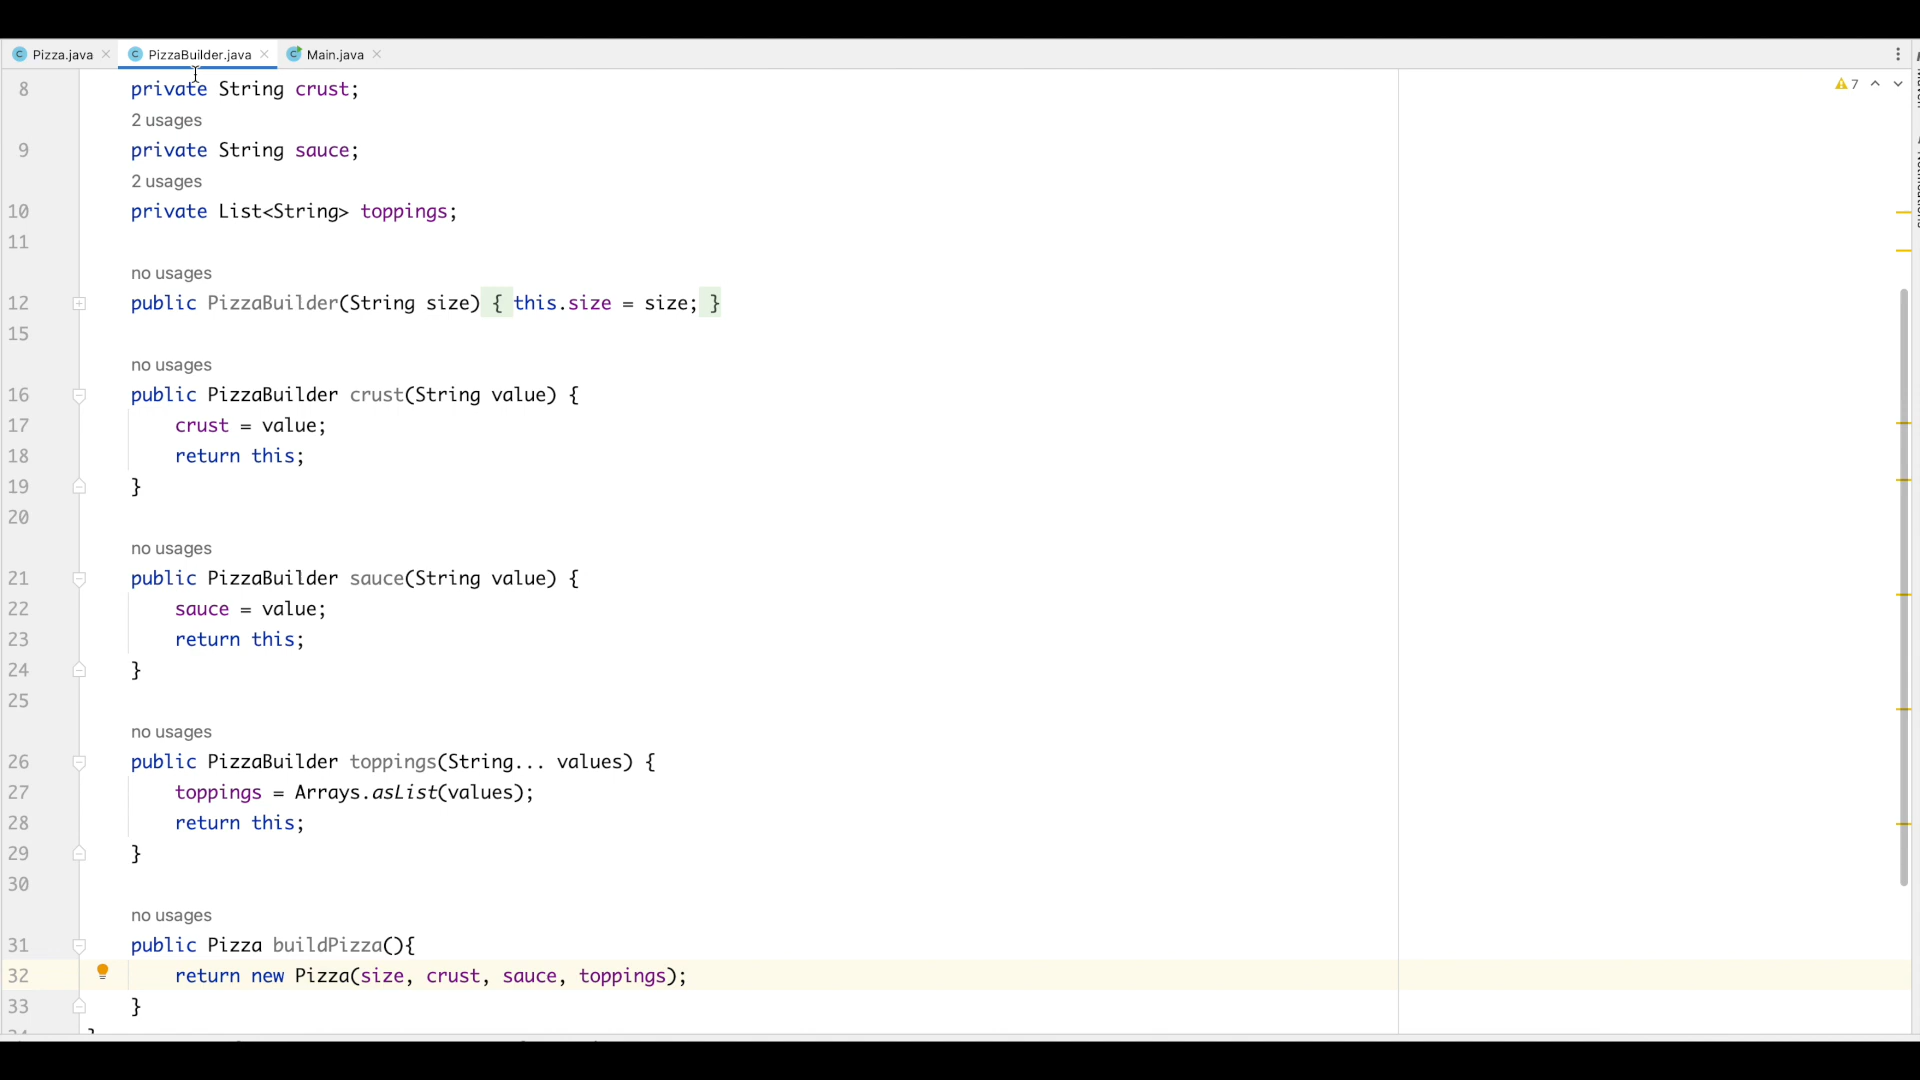 Pizza.java PizzaBuilder.java Main.java
7
8 private String crust;
2 usages
9 private String sauce;
2 usages
10 private List<String> toppings;
11
no usages
12 public PizzaBuilder(String size) { this.size = size; }
15
no usages
16 public PizzaBuilder crust(String value) {
17 crust = value;
18 return this;
19 }
20
no usages
21 public PizzaBuilder sauce(String value) {
22 sauce = value;
23 return this;
24 }
25
no usages
26 public PizzaBuilder toppings(String... values) {
27 toppings = Arrays.asList(values);
28 return this;
29 }
30
no usages
31 public Pizza buildPizza(){
32 return new Pizza(size, crust, sauce, toppings);
33 }